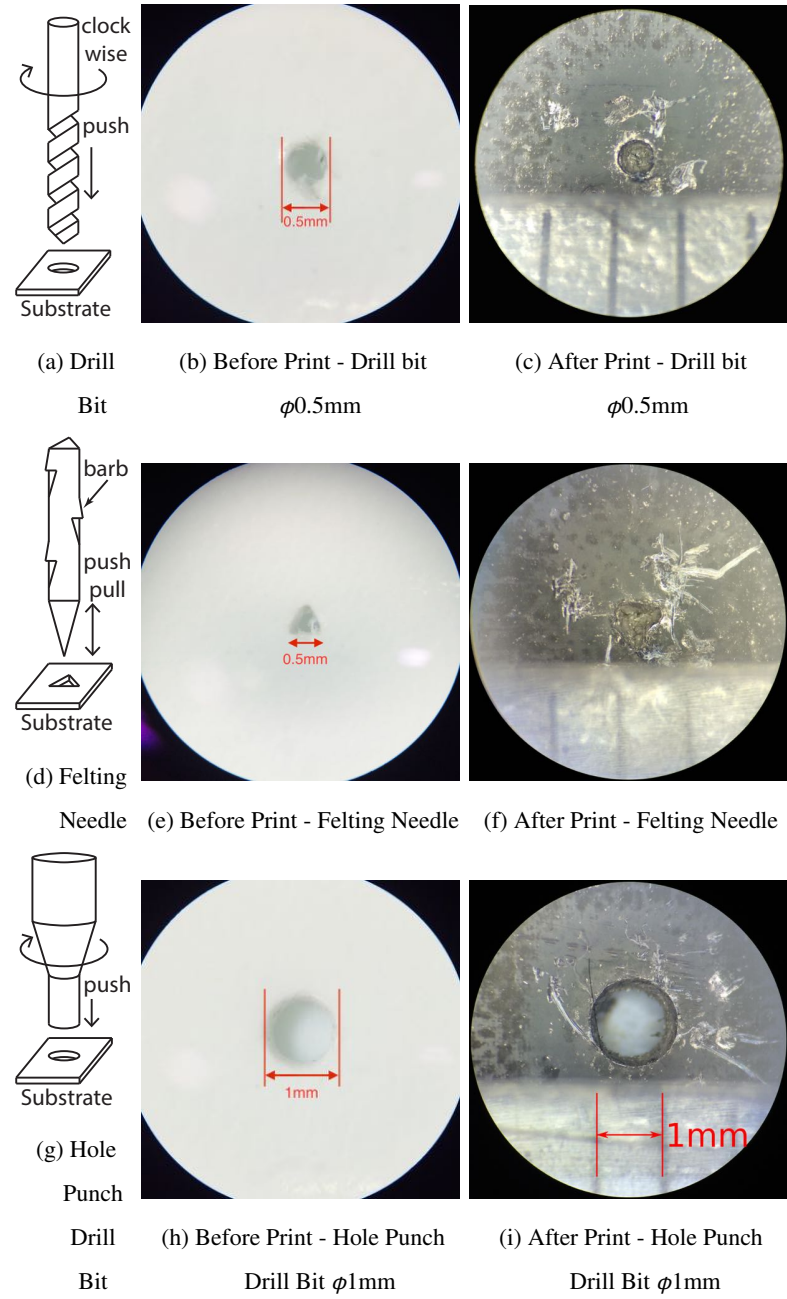 clock
wise
push
Substrate
0.5mm
(a) Drill
Bit
(b) Before Print - Drill bit
ϕ0.5mm
(c) After Print - Drill bit
ϕ0.5mm
barb
push
pull
Substrate
0.5mm
(d) Felting
Needle
(e) Before Print - Felting Needle
(f) After Print - Felting Needle
push
Substrate
1mm
1mm
(g) Hole
Punch
Drill
Bit
(h) Before Print - Hole Punch
Drill Bit ϕ1mm
(i) After Print - Hole Punch
Drill Bit ϕ1mm